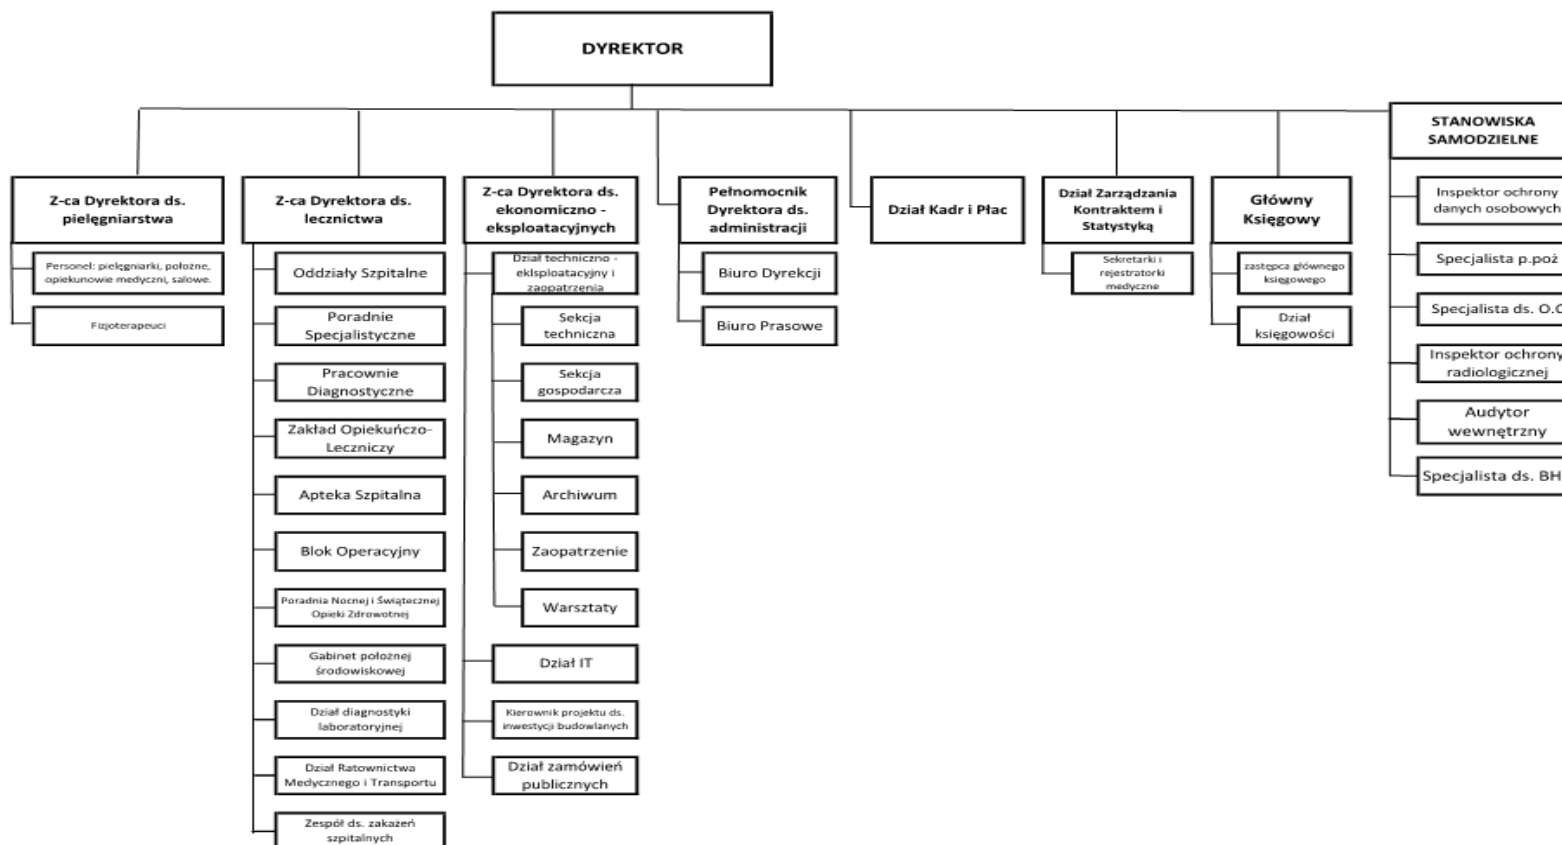 DYREKTOR
STANOWISKA
SAMODZIELNE
Z-ca Dyrektora ds.
pielęgniarstwa
Personel: pielęgniarki, położne,
opiekunowie medyczni, salowe.
Fizjoterapeuci
Z-ca Dyrektora ds.
lecznictwa
Oddziały Szpitalne
Poradnie
Specjalistyczne
Pracownie
Diagnostyczne
Zakład Opiekuńczo-
Leczniczy
Apteka Szpitalna
Blok Operacyjny
Poradnia Nocnej i Świątecznej
Opieki Zdrowotnej
Gabinet położnej
środowiskowej
Dział diagnostyki
laboratoryjnej
Dział Ratownictwa
Medycznego i Transportu
Zespół ds. zakażeń
szpitalnych
Z-ca Dyrektora ds.
ekonomiczno -
eksploatacyjnych
Dział techniczno -
eklsploatacyjny i
zaopatrzenia
Sekcja
techniczna
Sekcja
gospodarcza
Magazyn
Archiwum
Zaopatrzenie
Warsztaty
Dział IT
Kierownik projektu ds.
inwestycji budowlanych
Dział zamówień
publicznych
Pełnomocnik
Dyrektora ds.
administracji
Biuro Dyrekcji
Biuro Prasowe
Dział Kadr i Płac
Dział Zarządzania
Kontraktem i
Statystyką
Sekretarki i
rejestratorki
medyczne
Główny
Księgowy
zastępca głównego
księgowego
Dział
księgowości
Inspektor ochrony
danych osobowych
Specjalista p.poż
Specjalista ds. O.C
Inspektor ochrony
radiologicznej
Audytor
wewnętrzny
Specjalista ds. BH